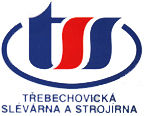 tss
TŘEBECHOVICKÁ
SLÉVÁRNA A STROJÍRNA